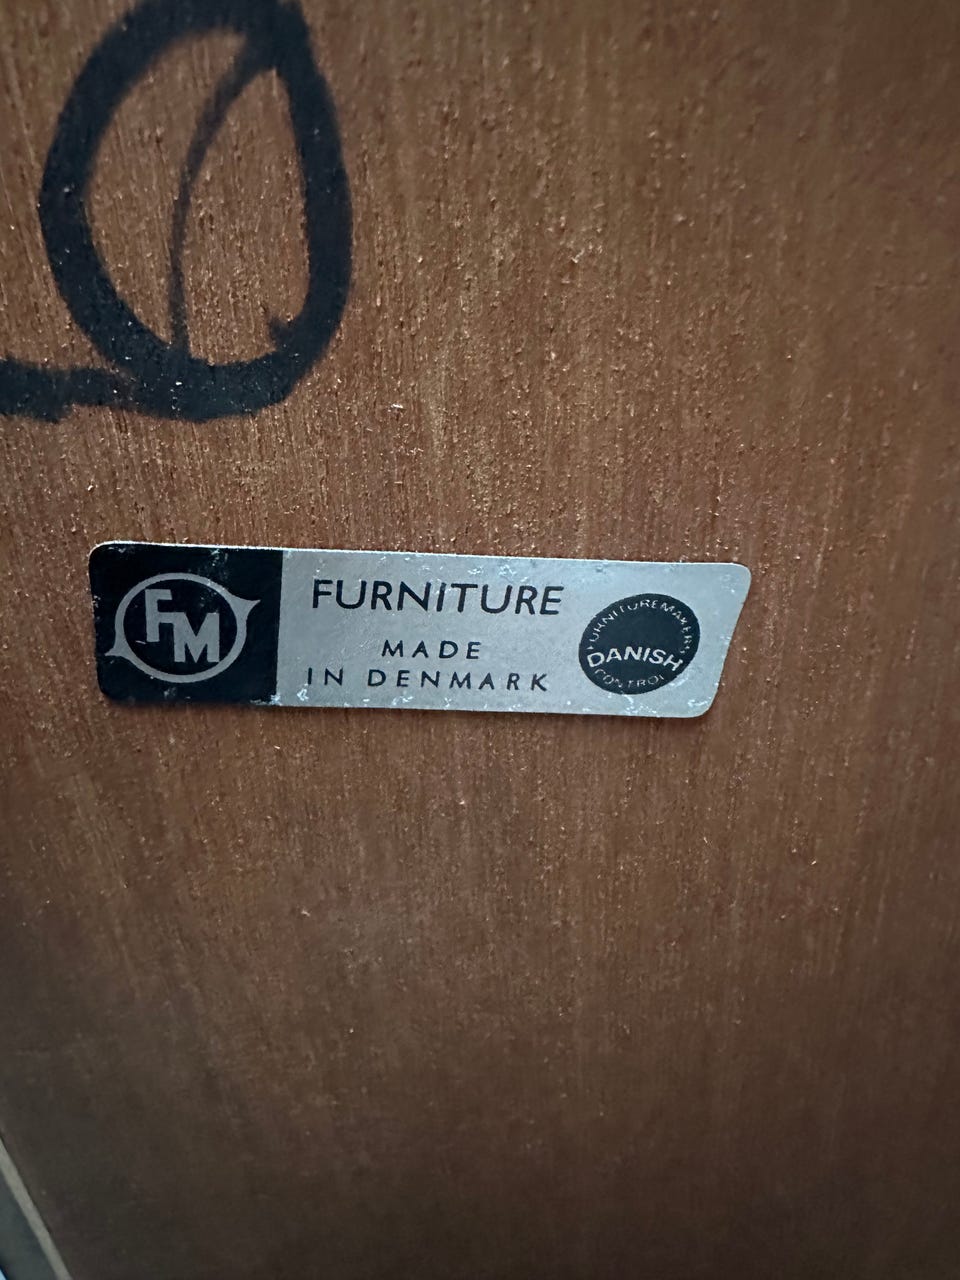 FM
FURNITURE
MADE
IN DENMARK
FURNITUREMAKERS
DANISH
CONTROL